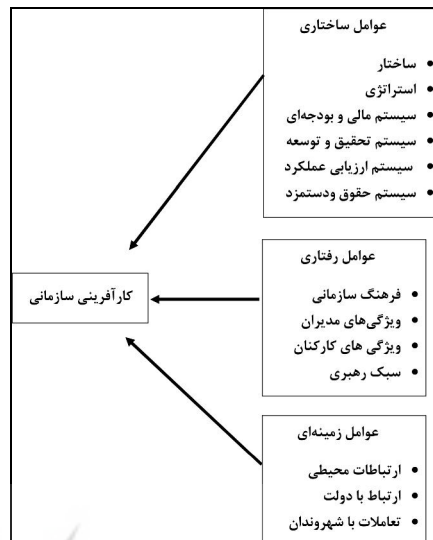 عوامل ساختاری
• ساختار
• استراتژی
• سیستم مالی و بودجه‌ای
• سیستم تحقیق و توسعه
• سیستم ارزیابی عملکرد
• سیستم حقوق ودستمزد
عوامل رفتاری
• فرهنگ سازمانی
• ویژگی‌های مدیران
• ویژگی های کارکنان
• سبک رهبری
کارآفرینی سازمانی
عوامل زمینه‌ای
• ارتباطات محیطی
• ارتباط با دولت
• تعاملات با شهروندان